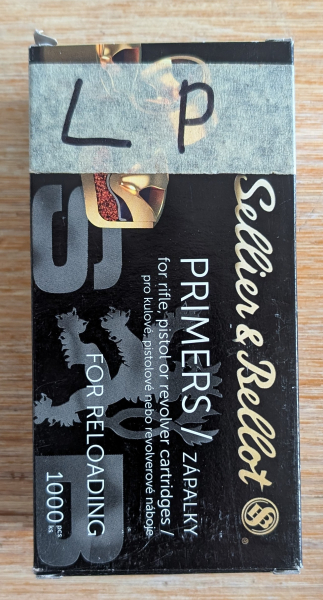 L P
Sellier & Bellot
S&B
®
PRIMERS / ZÁPALKY
for rifle, pistol or revolver cartridges /
pro kulové, pistolové nebo revolverové náboje
FOR RELOADING
1000 pcs
ks
S&B